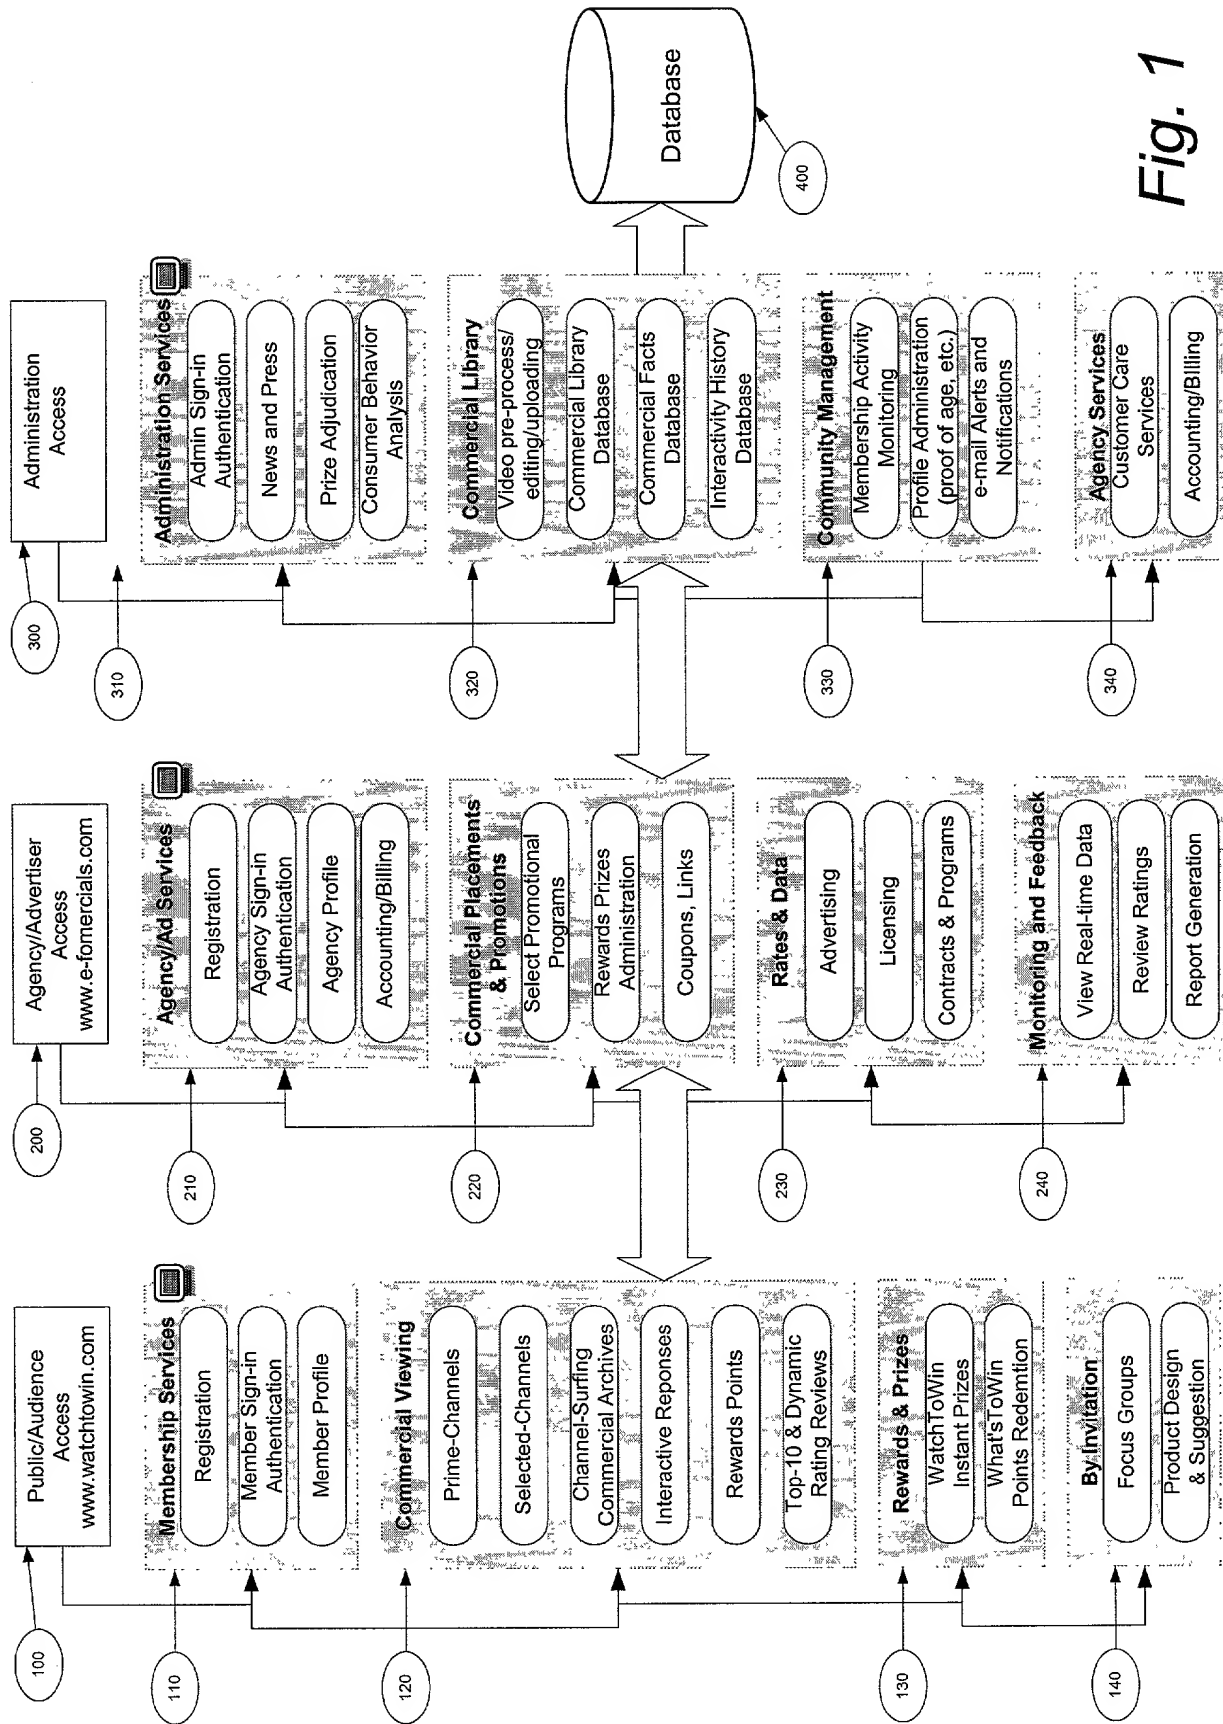 100
Public/Audience
Access
www.watchtowin.com
110
Membership Services
Registration
Member Sign-in
Authentication
Member Profile
120
Commercial Viewing
Prime-Channels
Selected-Channels
Channel-Surfing
Commercial Archives
Interactive Reponses
Rewards Points
Top-10 & Dynamic
Rating Reviews
130
Rewards & Prizes
WatchToWin
Instant Prizes
What'sToWin
Points Redemtion
140
By Invitation
Focus Groups
Product Design
& Suggestion
200
Agency/Advertiser
Access
www.e-fomercials.com
210
Agency/Ad Services
Registration
Agency Sign-in
Authentication
Agency Profile
Accounting/Billing
220
Commercial Placements
& Promotions
Select Promotional
Programs
Rewards Prizes
Administration
Coupons, Links
230
Rates & Data
Advertising
Licensing
Contracts & Programs
240
Monitoring and Feedback
View Real-time Data
Review Ratings
Report Generation
300
Administration
Access
310
Administration Services
Admin Sign-in
Authentication
News and Press
Prize Adjudication
Consumer Behavior
Analysis
320
Commercial Library
Video pre-process/
editing/uploading
Commercial Library
Database
Commercial Facts
Database
Interactivity History
Database
330
Community Management
Membership Activity
Monitoring
Profile Administration
(proof of age, etc.)
e-mail Alerts and
Notifications
340
Agency Services
Customer Care
Services
Accounting/Billing
Database
400
Fig. 1